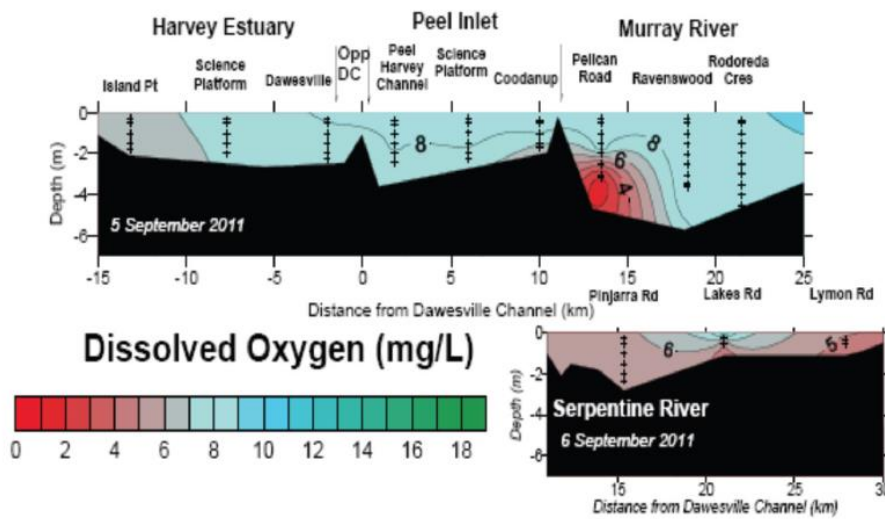 Harvey Estuary
Peel Inlet
Murray River
Island Pt
Science Platform
Dawesville
Opp DC
Peel Harvey Channel
Science Platform
Coodanup
Pelican Road
Ravenswood
Rodoreda Cres
Depth (m)
0
-2
-4
-6
8
6
4
8
5 September 2011
-15 -10 -5 0 5 10 15 20 25
Distance from Dawesville Channel (km)
Pinjarra Rd
Lakes Rd
Lymon Rd
Dissolved Oxygen (mg/L)
0 2 4 6 8 10 12 14 16 18
Depth (m)
0
-2
-4
-6
6
5
Serpentine River
6 September 2011
15 20 25
Distance from Dawesville Channel (km)